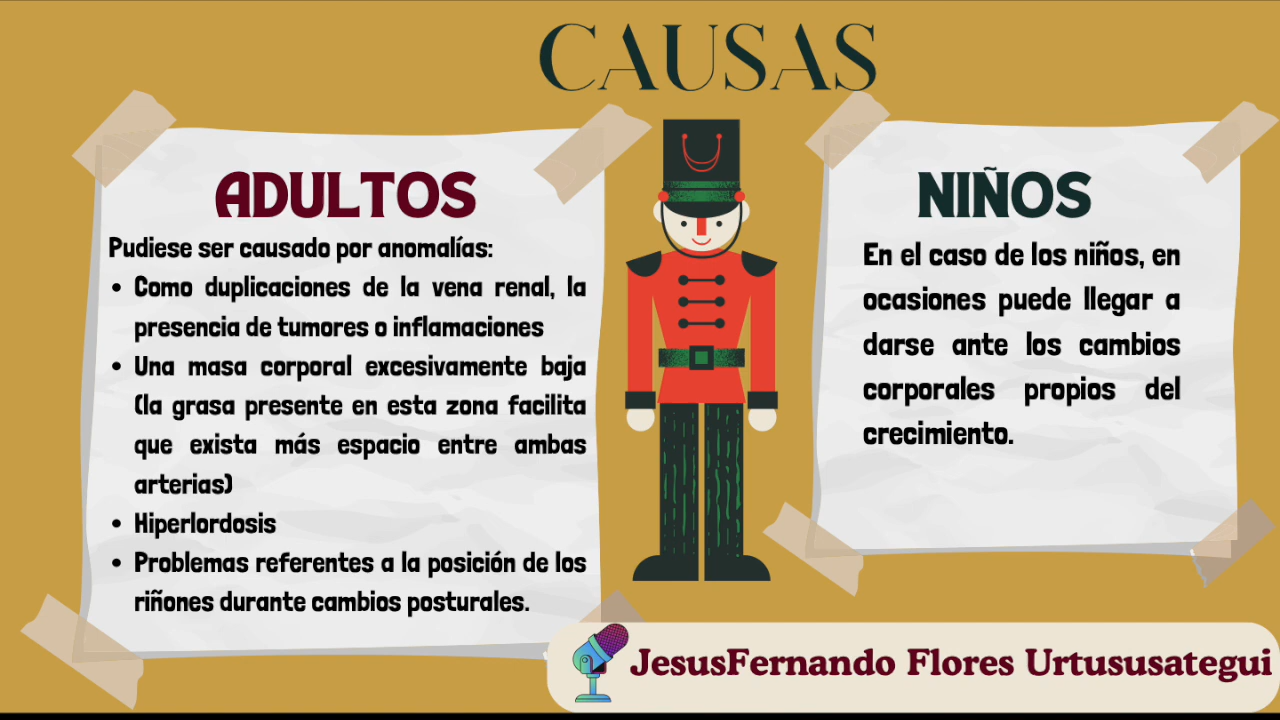 CAUSAS
ADULTOS
Pudiese ser causado por anomalías:
• Como duplicaciones de la vena renal, la
presencia de tumores o inflamaciones
• Una masa corporal excesivamente baja
(la grasa presente en esta zona facilita
que exista más espacio entre ambas
arterias)
• Hiperlordosis
• Problemas referentes a la posición de los
riñones durante cambios posturales.
NIÑOS
En el caso de los niños, en
ocasiones puede llegar a
darse ante los cambios
corporales propios del
crecimiento.
JesusFernando Flores Urtususategui